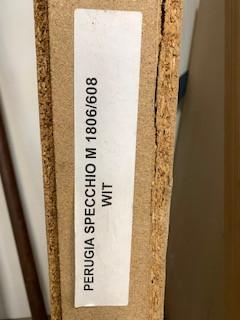 PERUGIA SPECCHIO M 1806/608
WIT